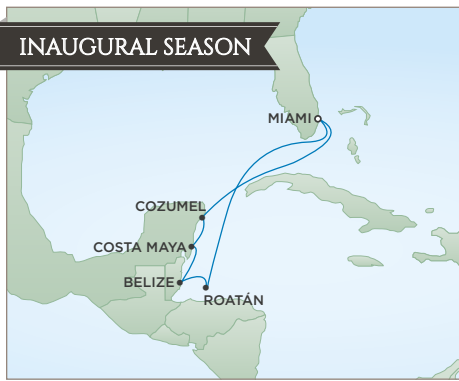 INAUGURAL SEASON
MIAMI
COZUMEL
COSTA MAYA
BELIZE
ROATÁN